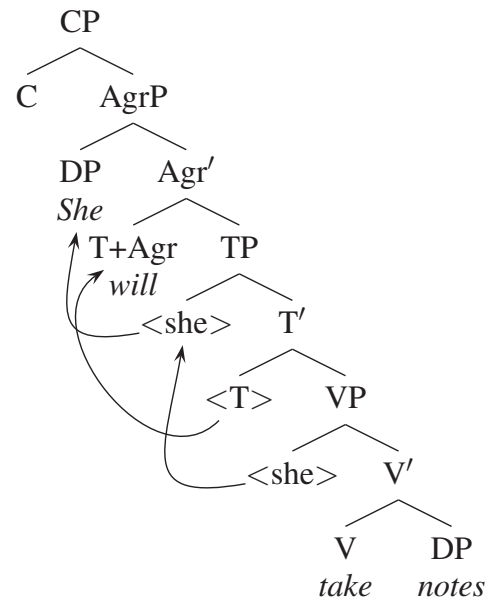 CP
C AgrP
DP Agr′
She
T+Agr TP
will
<she> T′
<T> VP
<she> V′
V DP
take notes